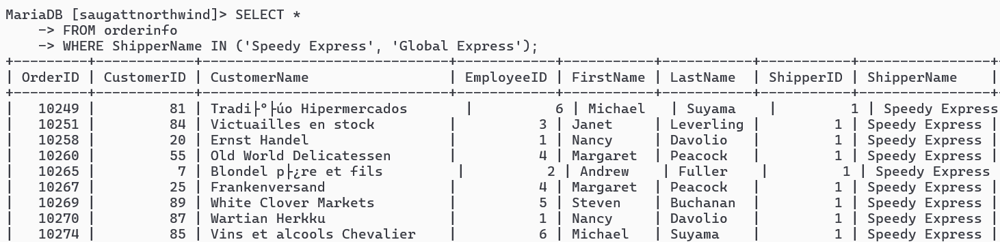 MariaDB [saugattnorthwind]> SELECT *
    -> FROM orderinfo
    -> WHERE ShipperName IN ('Speedy Express', 'Global Express');
+---------+------------+-------------------------------+------------+-----------+-----------+-----------+----------------+
| OrderID | CustomerID | CustomerName                  | EmployeeID | FirstName | LastName  | ShipperID | ShipperName    |
+---------+------------+-------------------------------+------------+-----------+-----------+-----------+----------------+
|   10249 |         81 | Tradi├º├úo Hipermercados       |          6 | Michael   | Suyama    |         1 | Speedy Express
|   10251 |         84 | Victuailles en stock          |          3 | Janet     | Leverling |         1 | Speedy Express |
|   10258 |         20 | Ernst Handel                  |          1 | Nancy     | Davolio   |         1 | Speedy Express |
|   10260 |         55 | Old World Delicatessen        |          4 | Margaret  | Peacock   |         1 | Speedy Express |
|   10265 |          7 | Blondel p├¿re et fils         |          2 | Andrew    | Fuller    |         1 | Speedy Express
|   10267 |         25 | Frankenversand                |          4 | Margaret  | Peacock   |         1 | Speedy Express |
|   10269 |         89 | White Clover Markets          |          5 | Steven    | Buchanan  |         1 | Speedy Express |
|   10270 |         87 | Wartian Herkku                |          1 | Nancy     | Davolio   |         1 | Speedy Express |
|   10274 |         85 | Vins et alcools Chevalier     |          6 | Michael   | Suyama    |         1 | Speedy Express |